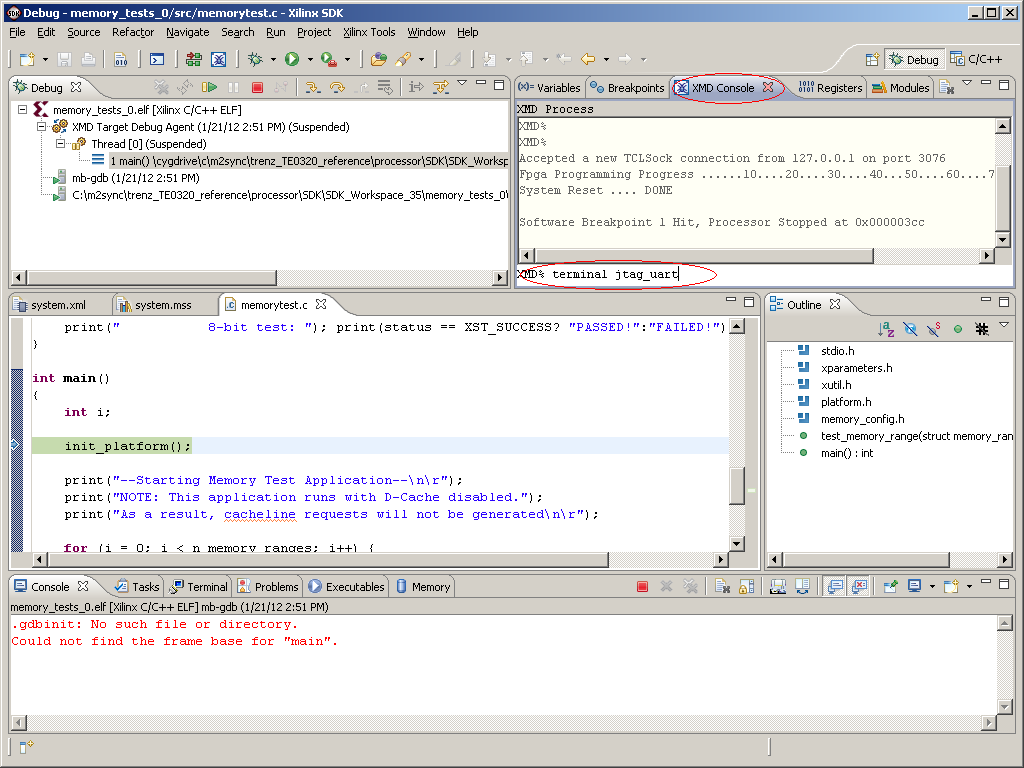 Debug - memory_tests_0/src/memorytest.c - Xilinx SDK
File Edit Source Refactor Navigate Search Run Project Xilinx Tools Window Help
Debug C/C++
Debug
memory_tests_0.elf [Xilinx C/C++ ELF]
XMD Target Debug Agent (1/21/12 2:51 PM) (Suspended)
Thread [0] (Suspended)
1 main() \cygdrive\c\m2sync\trenz_TE0320_reference\processor\SDK\SDK_Worksp
mb-gdb (1/21/12 2:51 PM)
C:\m2sync\trenz_TE0320_reference\processor\SDK\SDK_Workspace_35\memory_tests_0\
(x)= Variables Breakpoints XMD Console Registers Modules
XMD Process
XMD%
XMD%
Accepted a new TCLSock connection from 127.0.0.1 on port 3076
Fpga Programming Progress ......10....20....30....40....50....60....7
System Reset .... DONE
Software Breakpoint 1 Hit, Processor Stopped at 0x000003cc
XMD% terminal jtag_uart
system.xml system.mss memorytest.c
print("           8-bit test: "); print(status == XST_SUCCESS? "PASSED!":"FAILED!")
}
int main()
{
int i;
init_platform();
print("--Starting Memory Test Application--\n\r");
print("NOTE: This application runs with D-Cache disabled.");
print("As a result, cacheline requests will not be generated\n\r");
for (i = 0; i < n_memory_ranges; i++) {
Outline
stdio.h
xparameters.h
xutil.h
platform.h
memory_config.h
test_memory_range(struct memory_ran
main() : int
Console Tasks Terminal Problems Executables Memory
memory_tests_0.elf [Xilinx C/C++ ELF] mb-gdb (1/21/12 2:51 PM)
.gdbinit: No such file or directory.
Could not find the frame base for "main".